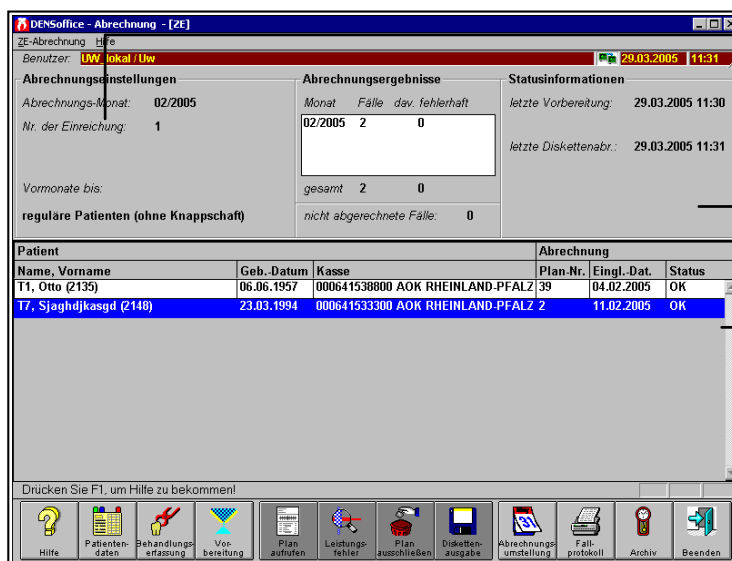 DENSoffice - Abrechnung - [ZE]
ZE-Abrechnung Hilfe
Benutzer: UW_lokal / Uw 29.03.2005 11:31
Abrechnungseinstellungen Abrechnungsergebnisse Statusinformationen
Abrechnungs-Monat: 02/2005 Monat Fälle dav. fehlerhaft letzte Vorbereitung: 29.03.2005 11:30
Nr. der Einreichung: 1 02/2005 2 0
letzte Diskettenabr.: 29.03.2005 11:31
Vormonate bis: gesamt 2 0
reguläre Patienten (ohne Knappschaft) nicht abgerechnete Fälle: 0
Patient Abrechnung
Name, Vorname Geb.-Datum Kasse Plan-Nr. Eingl.-Dat. Status
T1, Otto (2135) 06.06.1957 000641538800 AOK RHEINLAND-PFALZ 39 04.02.2005 OK
T7, Sjaghdjkasgd (2148) 23.03.1994 000641533300 AOK RHEINLAND-PFALZ 2 11.02.2005 OK
Drücken Sie F1, um Hilfe zu bekommen!
31
Patienten- Behandlungs- Vor- Plan Leistungs- Plan Disketten- Abrechnungs- Fall-
Hilfe daten erfassung bereitung aufrufen fehler ausschließen ausgabe umstellung protokoll Archiv Beenden